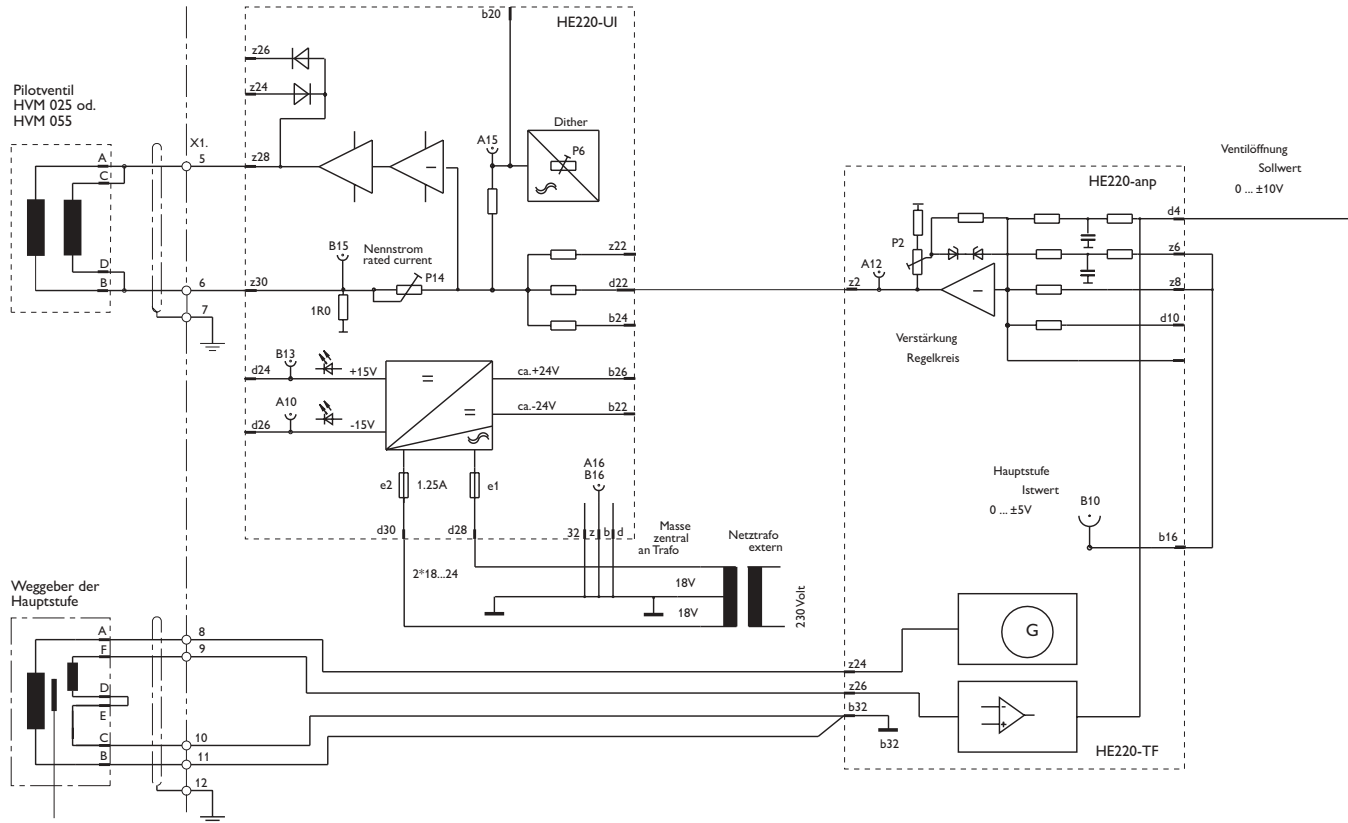 b20
HE220-UI
z26
z24
Pilotventil
HVM 025 od.
HVM 055
Dither
A15
P6
X1.
A
5
z28
C
Ventilöffnung
Sollwert
0 ... ±10V
HE220-anp
d4
B15
Nennstrom
rated current
P14
z22
P2
z6
D
B
6
z30
d22
z2
A12
z8
7
1R0
b24
d10
Verstärkung
Regelkreis
B13
d24
+15V
=
ca.+24V
b26
A10
d26
-15V
=
ca.-24V
b22
e2
1.25A
e1
A16
B16
Hauptstufe
Istwert
0 ... ±5V
B10
d30
d28
32
z
b
d
Masse
zentral
an Trafo
Netztrafo
extern
b16
2*18...24
18V
18V
230 Volt
Weggeber der
Hauptstufe
A
8
F
9
G
D
E
z24
z26
-
+
C
10
b32
b32
B
11
HE220-TF
12